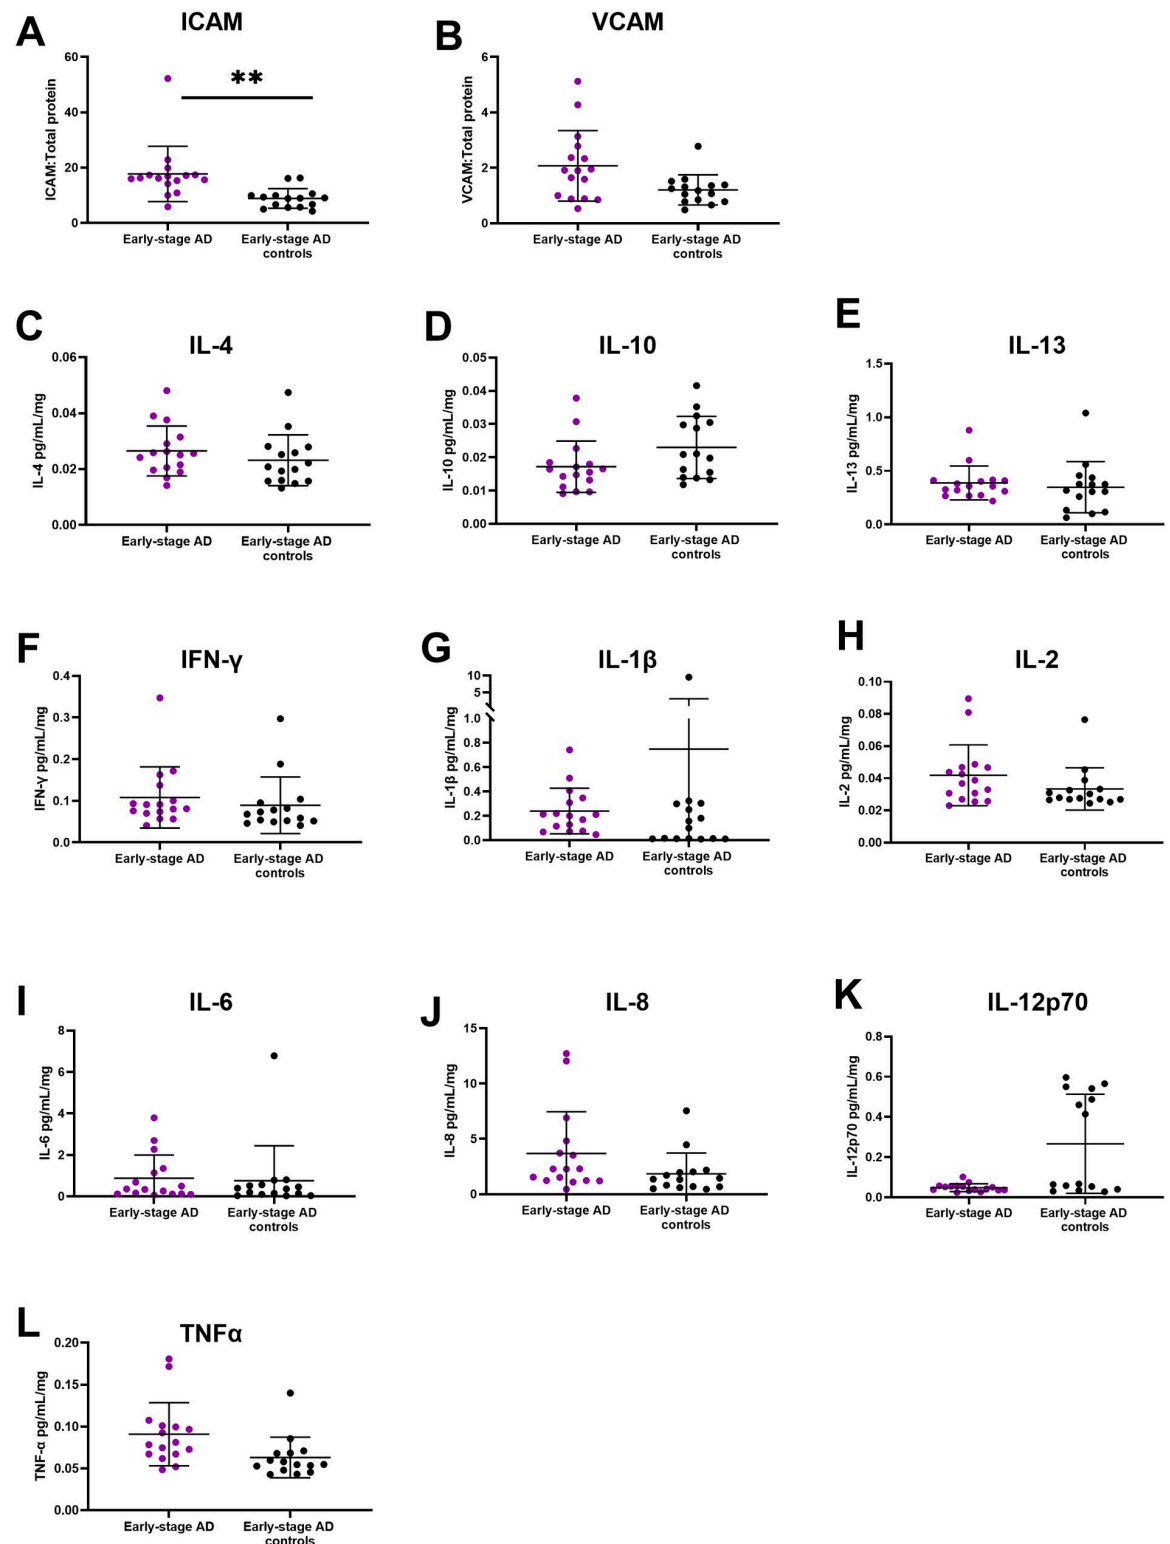 A
ICAM
ICAM:Total protein
60
40
20
0
**
Early-stage AD
Early-stage AD
controls
B
VCAM
VCAM:Total protein
6
4
2
0
Early-stage AD
Early-stage AD
controls
C
IL-4
IL-4 pg/mL/mg
0.06
0.04
0.02
0.00
Early-stage AD
Early-stage AD
controls
D
IL-10
IL-10 pg/mL/mg
0.05
0.04
0.03
0.02
0.01
0.00
Early-stage AD
Early-stage AD
controls
E
IL-13
IL-13 pg/mL/mg
1.5
1.0
0.5
0.0
Early-stage AD
Early-stage AD
controls
F
IFN-γ
IFN-γ pg/mL/mg
0.4
0.3
0.2
0.1
0.0
Early-stage AD
Early-stage AD
controls
G
IL-1β
IL-1β pg/mL/mg
10
5
1.0
0.8
0.6
0.4
0.2
0.0
Early-stage AD
Early-stage AD
controls
H
IL-2
IL-2 pg/mL/mg
0.10
0.08
0.06
0.04
0.02
0.00
Early-stage AD
Early-stage AD
controls
I
IL-6
IL-6 pg/mL/mg
8
6
4
2
0
Early-stage AD
Early-stage AD
controls
J
IL-8
IL-8 pg/mL/mg
15
10
5
0
Early-stage AD
Early-stage AD
controls
K
IL-12p70
IL-12p70 pg/mL/mg
0.8
0.6
0.4
0.2
0.0
Early-stage AD
Early-stage AD
controls
L
TNFα
TNF-α pg/mL/mg
0.20
0.15
0.10
0.05
0.00
Early-stage AD
Early-stage AD
controls